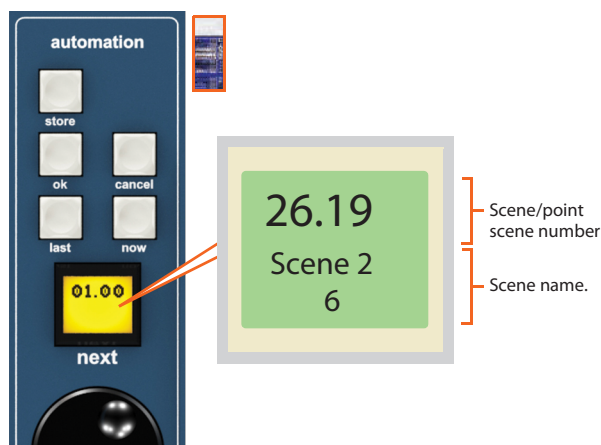 automation
store
ok cancel
last now
01.00
next
26.19
Scene 2
6
Scene/point
scene number
Scene name.